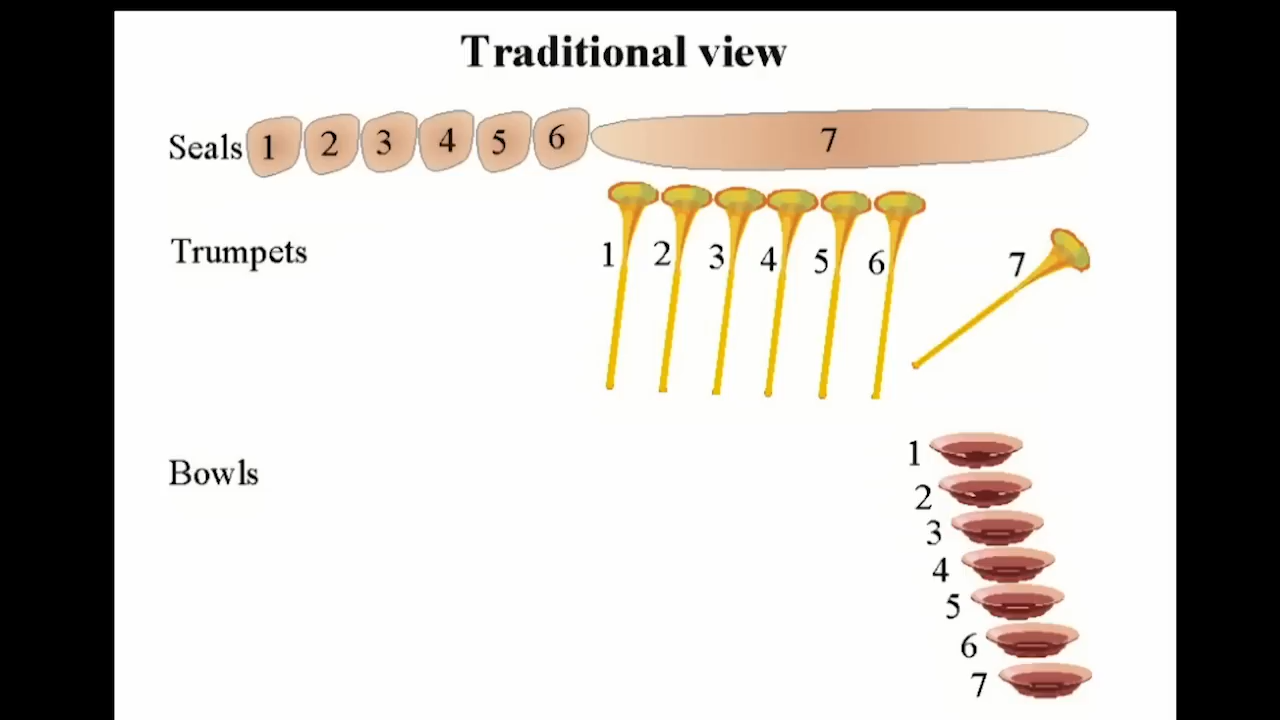 Traditional view
Seals 1 2 3 4 5 6 7
Trumpets 1 2 3 4 5 6 7
Bowls
1
2
3
4
5
6
7